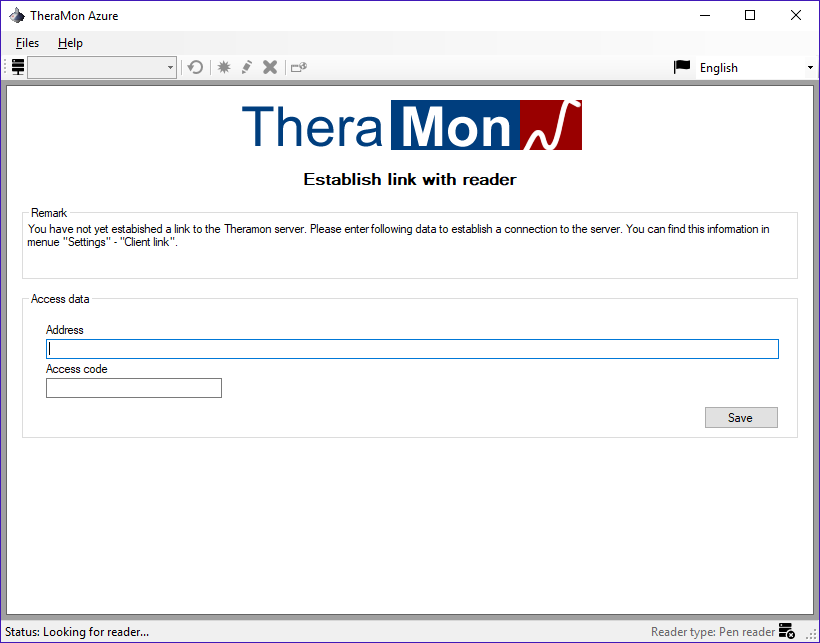 TheraMon Azure
Files Help
English
Thera Mon
Establish link with reader
Remark
You have not yet estabished a link to the Theramon server. Please enter following data to establish a connection to the server. You can find this information in
menue "Settings" - "Client link".
Access data
Address
Access code
Save
Status: Looking for reader...
Reader type: Pen reader